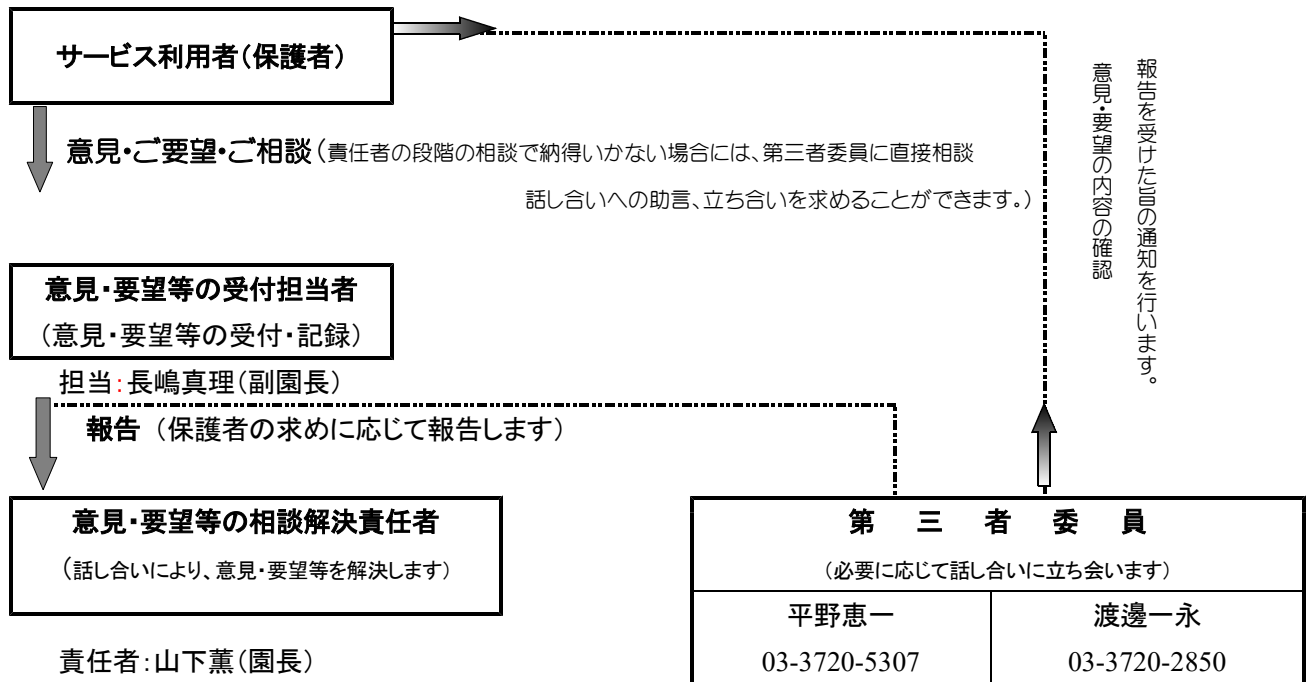 サービス利用者(保護者)
意見・ご要望・ご相談(責任者の段階の相談で納得いかない場合には、第三者委員に直接相談
話し合いへの助言、立ち合いを求めることができます。)
報告を受けた旨の通知を行います。
意見・要望の内容の確認
意見・要望等の受付担当者
(意見・要望等の受付・記録)
担当:長嶋真理(副園長)
報告 (保護者の求めに応じて報告します)
意見・要望等の相談解決責任者
(話し合いにより、意見・要望等を解決します)
責任者:山下薫(園長)
第 三 者 委 員
(必要に応じて話し合いに立ち会います)
平野恵一 渡邊一永
03-3720-5307 03-3720-2850